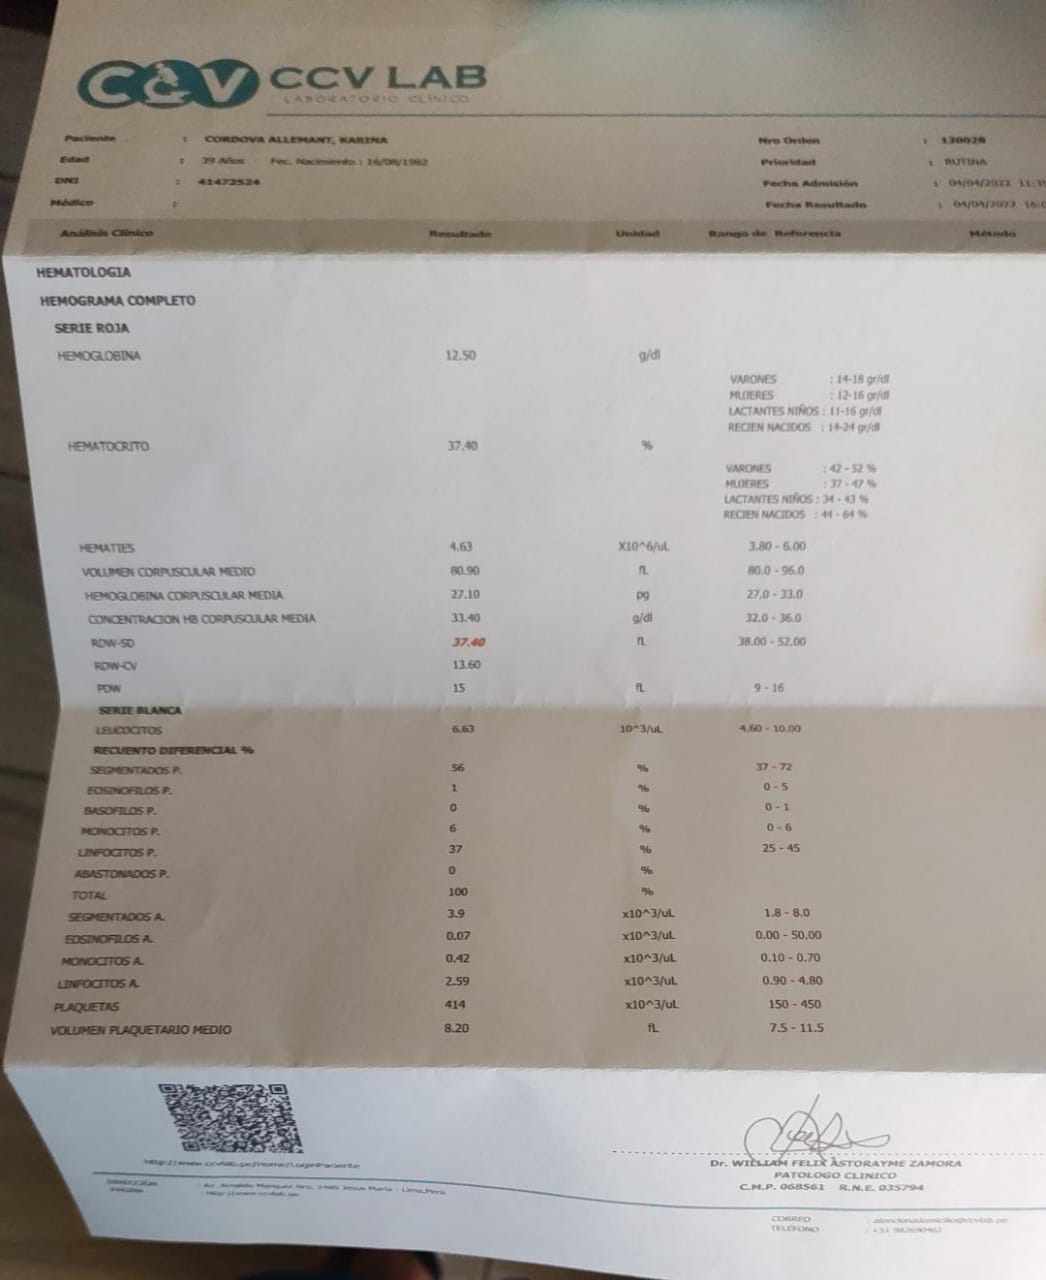 CCV CCV LAB
LABORATORIO CLÍNICO
Paciente : CORDOVA ALLEMANT, KARINA Nro Orden : 120028
Edad : 39 Años Fec. Nacimiento : 16/08/1982 Prioridad : RUTINA
DNI : 41472524 Fecha Admisión : 04/04/2022
Médico : Fecha Resultado : 04/04/2022
Análisis Clínico Resultado Unidad Rango de Referencia Método
HEMATOLOGIA
HEMOGRAMA COMPLETO
SERIE ROJA
HEMOGLOBINA 12.50 g/dl
VARONES : 14-18 gr/dl
MUJERES : 12-16 gr/dl
LACTANTES NIÑOS : 11-16 gr/dl
RECIEN NACIDOS : 14-24 gr/dl
HEMATOCRITO 37.40 %
VARONES : 42 - 52 %
MUJERES : 37 - 47 %
LACTANTES NIÑOS : 34 - 43 %
RECIEN NACIDOS : 44 - 64 %
HEMATIES 4.63 X10^6/uL 3.80 - 6.00
VOLUMEN CORPUSCULAR MEDIO 80.90 fL 80.0 - 96.0
HEMOGLOBINA CORPUSCULAR MEDIA 27.10 pg 27.0 - 33.0
CONCENTRACION HB CORPUSCULAR MEDIA 33.40 g/dl 32.0 - 36.0
RDW-SD 37.40 fL 38.00 - 52.00
RDW-CV 13.60
PDW 15 fL 9 - 16
SERIE BLANCA
LEUCOCITOS 6.63 10^3/uL 4.60 - 10.00
RECUENTO DIFERENCIAL %
SEGMENTADOS P. 56 % 37 - 72
EOSINOFILOS P. 1 % 0 - 5
BASOFILOS P. 0 % 0 - 1
MONOCITOS P. 6 % 0 - 6
LINFOCITOS P. 37 % 25 - 45
ABASTONADOS P. 0 %
TOTAL 100 %
SEGMENTADOS A. 3.9 x10^3/uL 1.8 - 8.0
EOSINOFILOS A. 0.07 x10^3/uL 0.00 - 50.00
MONOCITOS A. 0.42 x10^3/uL 0.10 - 0.70
LINFOCITOS A. 2.59 x10^3/uL 0.90 - 4.80
PLAQUETAS 414 x10^3/uL 150 - 450
VOLUMEN PLAQUETARIO MEDIO 8.20 fL 7.5 - 11.5
http://www.ccvlab.pe/Home/LoginPaciente
Dr. WILLIAM FELIX ASTORAYME ZAMORA
PATOLOGO CLINICO
C.M.P. 068561 R.N.E. 035794
DIRECCIÓN : Av. Arnaldo Marquez Nro. Jesus Maria - Lima,Perú
PAGINA : http://www.ccvlab.pe
CORREO : atencionadomicilio@ccvlab.pe
TELÉFONO : +51